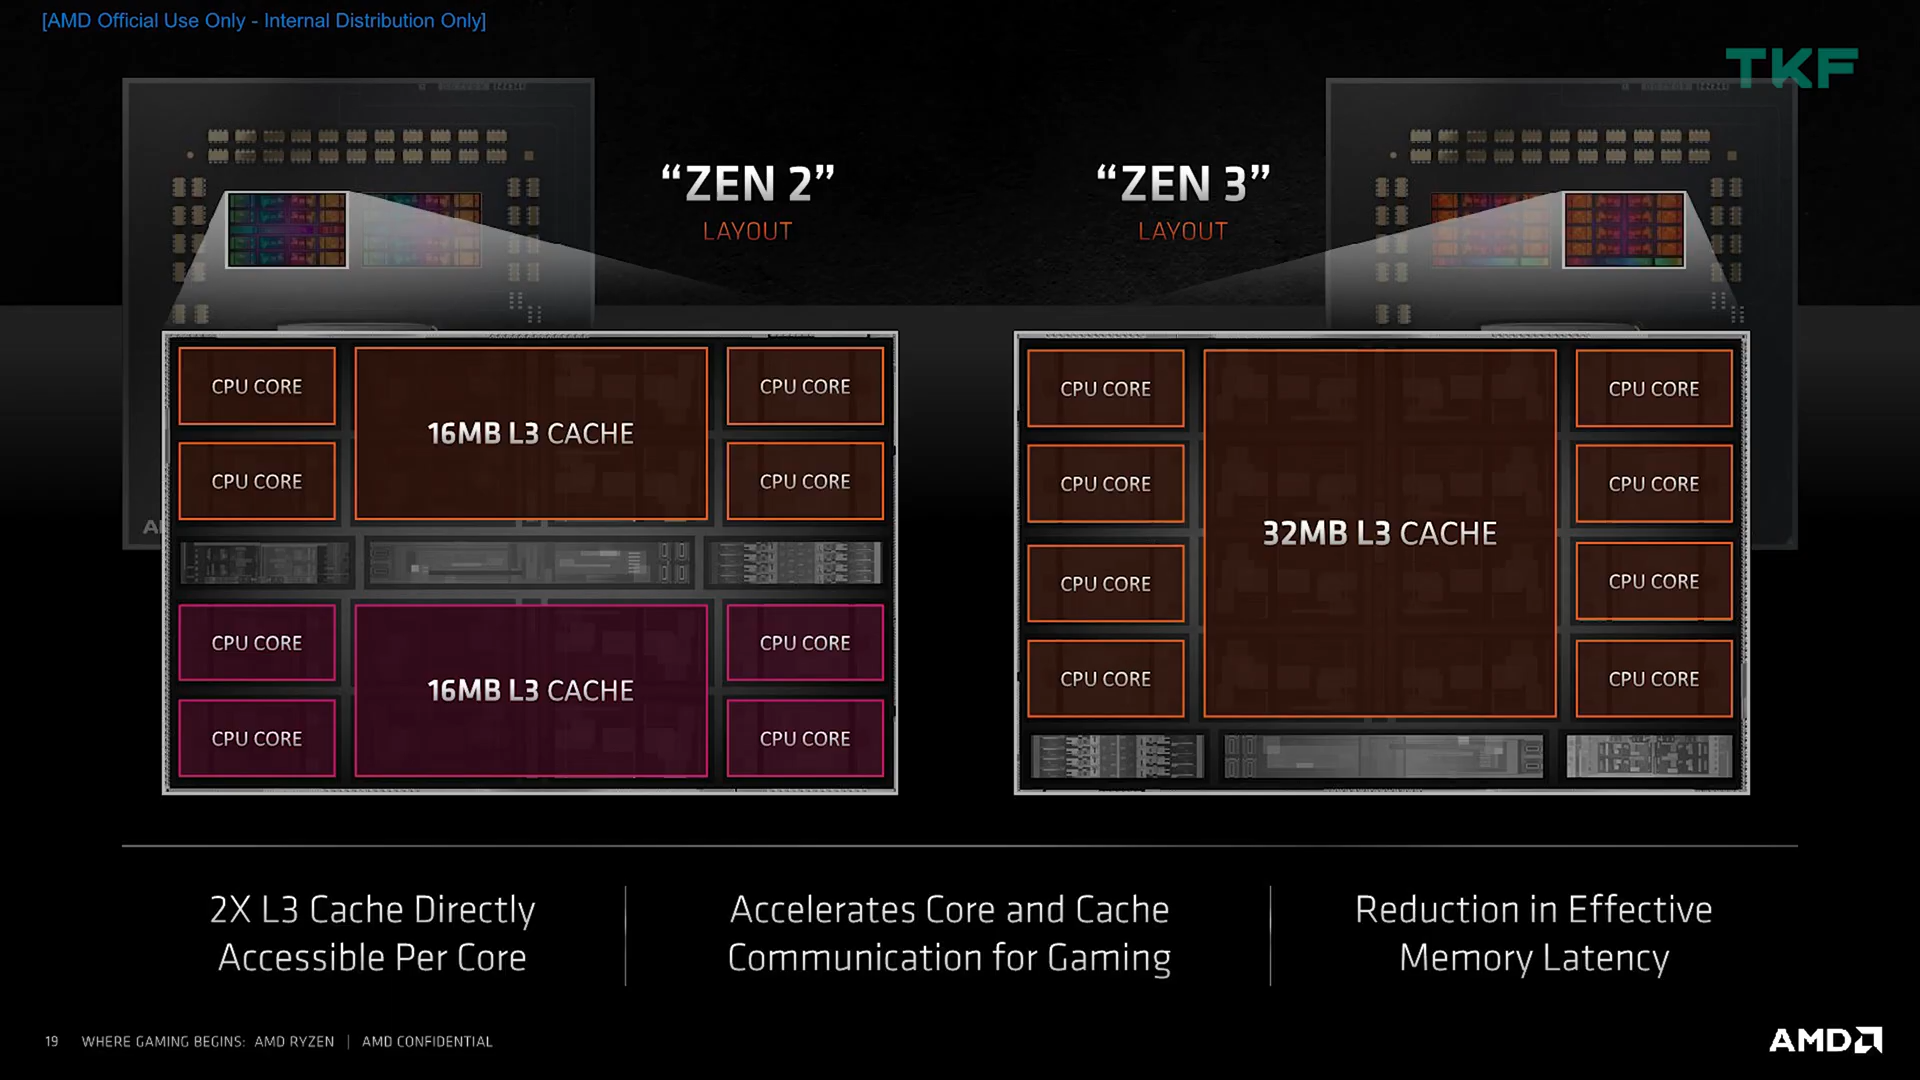 [AMD Official Use Only - Internal Distribution Only]
TKF
“ZEN 2”
LAYOUT
“ZEN 3”
LAYOUT
CPU CORE
16MB L3 CACHE
CPU CORE
CPU CORE
CPU CORE
CPU CORE
16MB L3 CACHE
CPU CORE
CPU CORE
CPU CORE
CPU CORE
32MB L3 CACHE
CPU CORE
CPU CORE
CPU CORE
CPU CORE
CPU CORE
CPU CORE
CPU CORE
2X L3 Cache Directly
Accessible Per Core
Accelerates Core and Cache
Communication for Gaming
Reduction in Effective
Memory Latency
19 WHERE GAMING BEGINS: AMD RYZEN | AMD CONFIDENTIAL
AMD